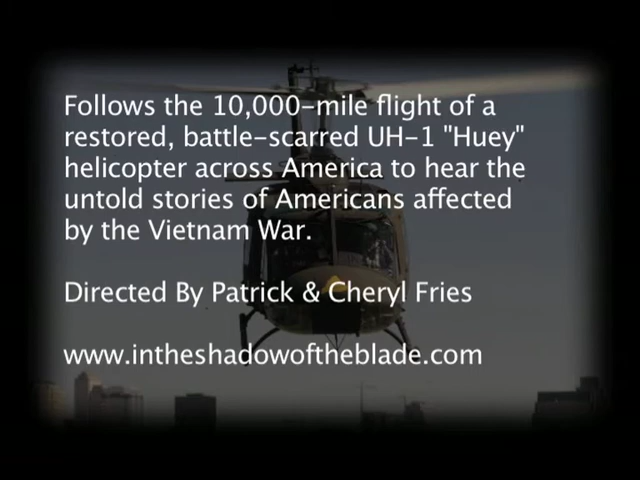 Follows the 10,000-mile flight of a
restored, battle-scarred UH-1 "Huey"
helicopter across America to hear the
untold stories of Americans affected
by the Vietnam War.
Directed By Patrick & Cheryl Fries
www.intheshadowoftheblade.com